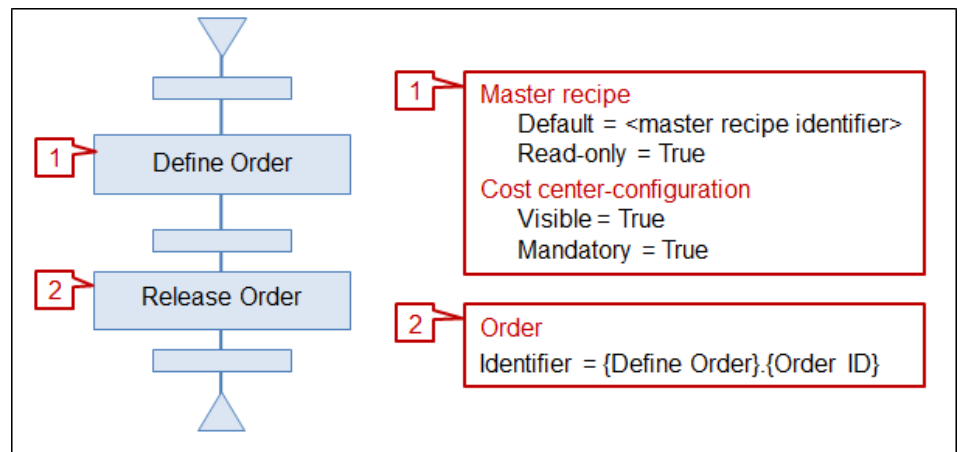 1
Define Order
2
Release Order
1
Master recipe
Default = <master recipe identifier>
Read-only = True
Cost center-configuration
Visible = True
Mandatory = True
2
Order
Identifier = {Define Order}.{Order ID}